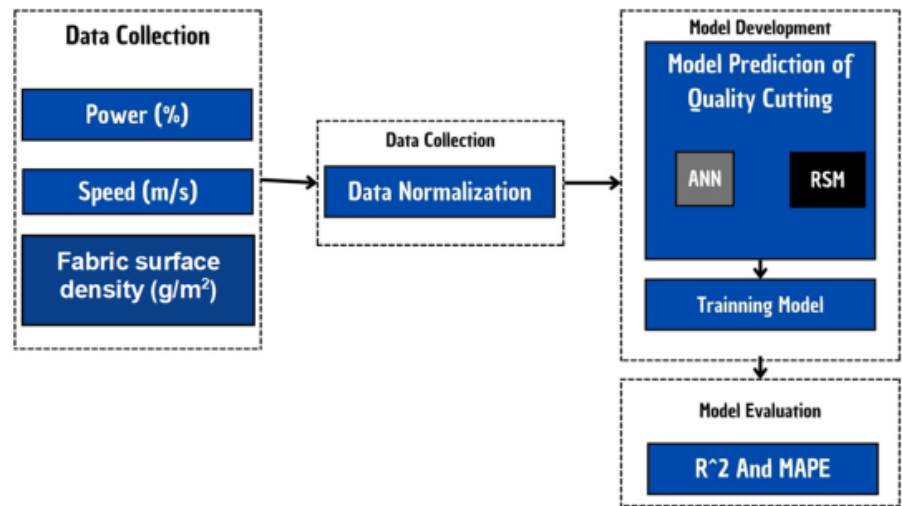 Data Collection
Power (%)
Speed (m/s)
Fabric surface
density (g/m²)
Data Collection
Data Normalization
Model Development
Model Prediction of
Quality Cutting
ANN
RSM
Trainning Model
Model Evaluation
R^2 And MAPE